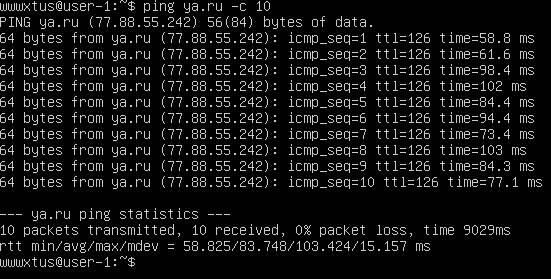 wwwxtus@user-1:~$ ping ya.ru -c 10
PING ya.ru (77.88.55.242) 56(84) bytes of data.
64 bytes from ya.ru (77.88.55.242): icmp_seq=1 ttl=126 time=58.8 ms
64 bytes from ya.ru (77.88.55.242): icmp_seq=2 ttl=126 time=61.6 ms
64 bytes from ya.ru (77.88.55.242): icmp_seq=3 ttl=126 time=98.4 ms
64 bytes from ya.ru (77.88.55.242): icmp_seq=4 ttl=126 time=102 ms
64 bytes from ya.ru (77.88.55.242): icmp_seq=5 ttl=126 time=84.4 ms
64 bytes from ya.ru (77.88.55.242): icmp_seq=6 ttl=126 time=94.4 ms
64 bytes from ya.ru (77.88.55.242): icmp_seq=7 ttl=126 time=73.4 ms
64 bytes from ya.ru (77.88.55.242): icmp_seq=8 ttl=126 time=103 ms
64 bytes from ya.ru (77.88.55.242): icmp_seq=9 ttl=126 time=84.3 ms
64 bytes from ya.ru (77.88.55.242): icmp_seq=10 ttl=126 time=77.1 ms
--- ya.ru ping statistics ---
10 packets transmitted, 10 received, 0% packet loss, time 9029ms
rtt min/avg/max/mdev = 58.825/83.748/103.424/15.157 ms
wwwxtus@user-1:~$